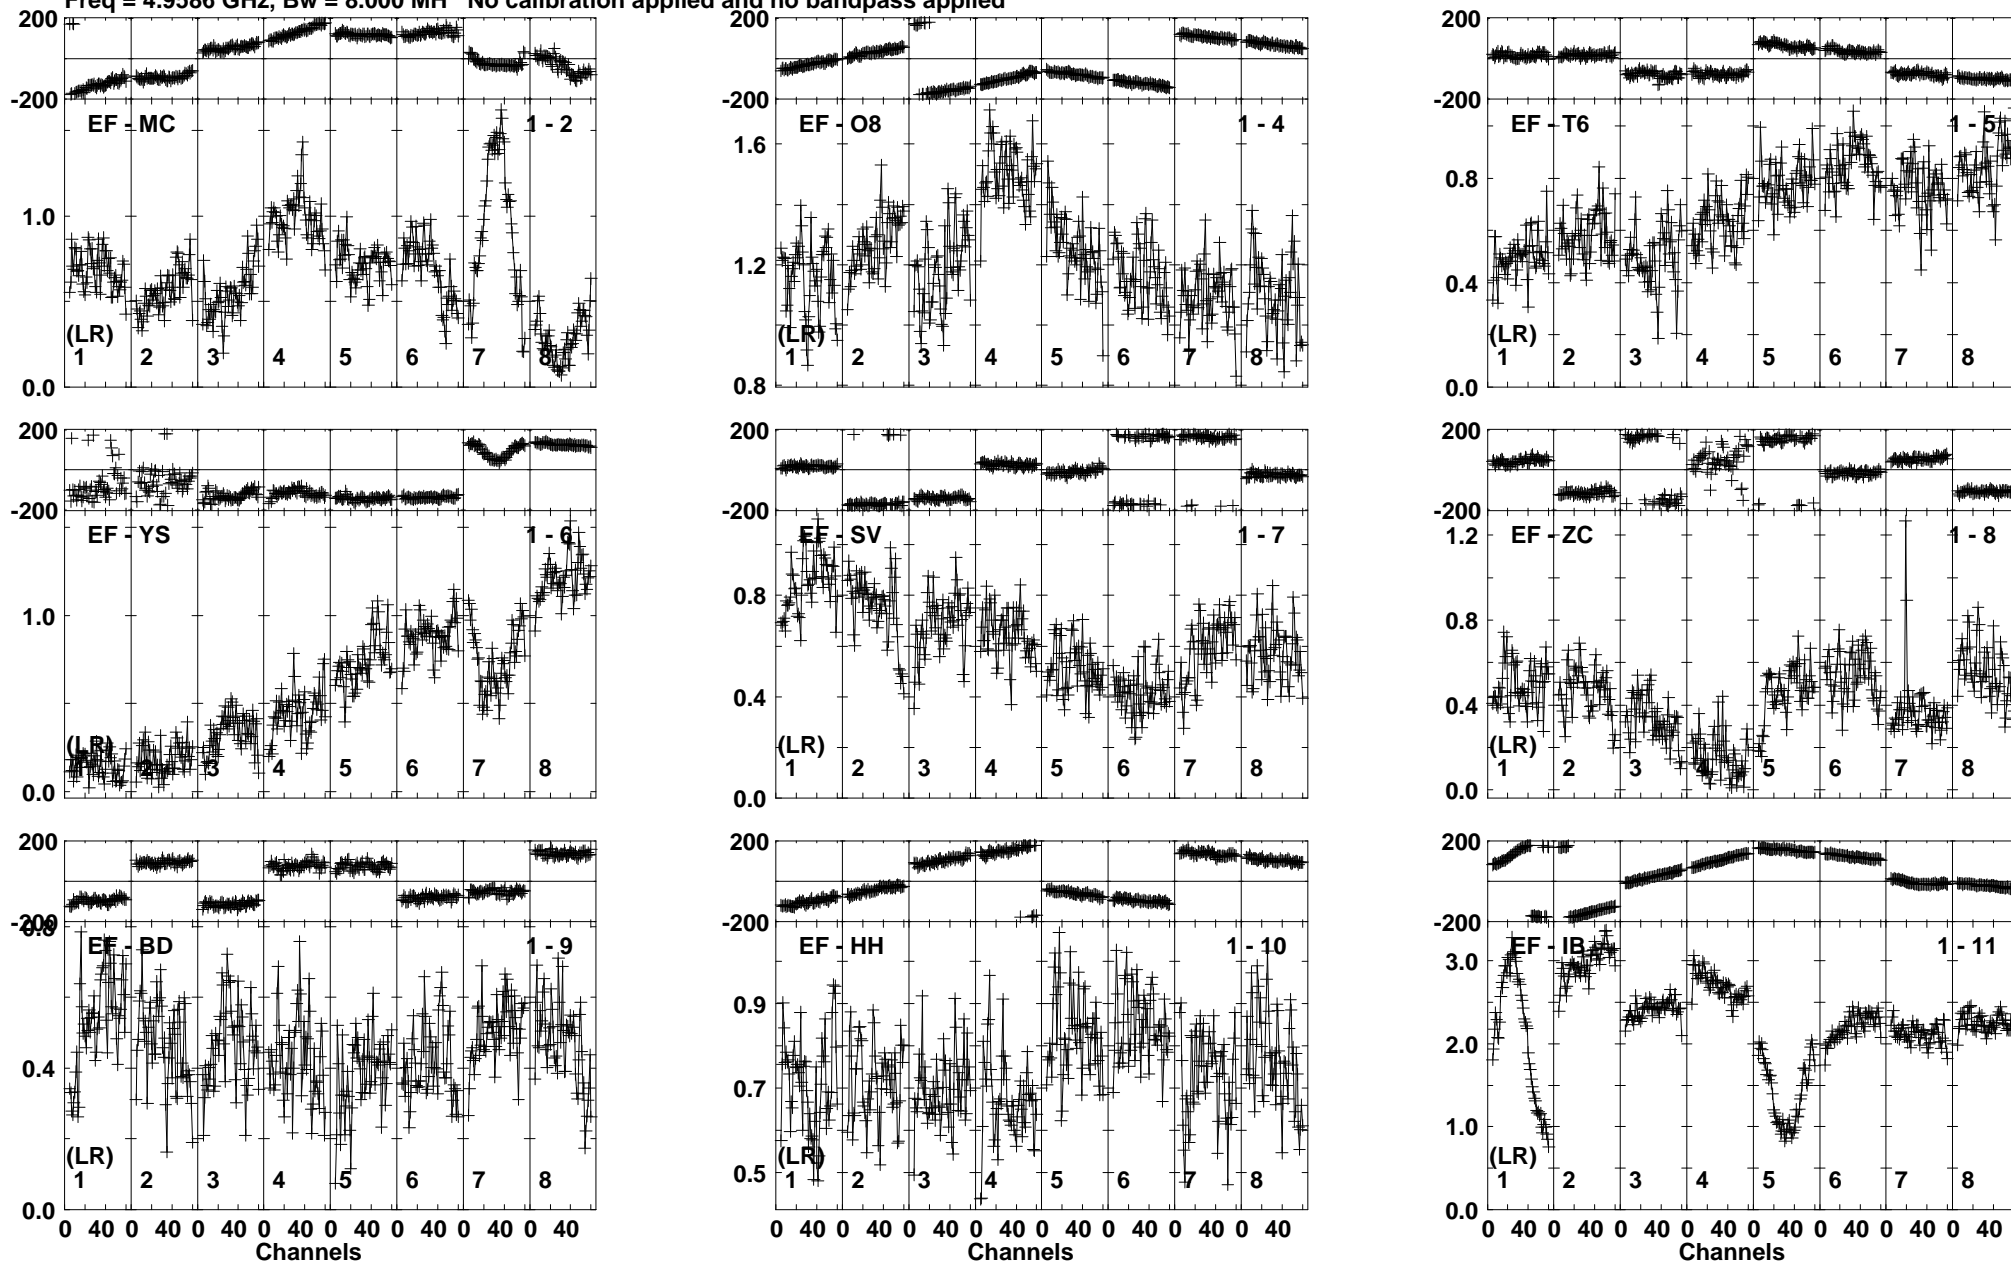 Freq = 4.9586 GHz, Bw = 8.000 MH No calibration applied and no bandpass applied
200 200 200
-200 -200 -200
EF - MC 1 - 2 EF - O8 1 - 4 EF - T6 1 - 5
1.6
1.0 1.2 0.8
0.4
(LR) (LR) (LR)
1 2 3 4 5 6 7 8 1 2 3 4 5 6 7 8 1 2 3 4 5 6 7 8
0.0 0.8 0.0
200 200 200
-200 -200 -200
EF - YS 1 - 6 EF - SV 1 - 7 EF - ZC 1 - 8
1.2
1.0 0.8 0.8
0.4 0.4
(LR) (LR) (LR)
1 2 3 4 5 6 7 8 1 2 3 4 5 6 7 8 1 2 3 4 5 6 7 8
0.0 0.0 0.0
200 200 200
-200 -200 -200
0.8
EF - BD 1 - 9 EF - HH 1 - 10 EF - IB 1 - 11
3.0
0.9
0.4 0.7 2.0
1.0
(LR) 0.5 (LR) (LR)
1 2 3 4 5 6 7 8 1 2 3 4 5 6 7 8 1 2 3 4 5 6 7 8
0.0 0.0
0 40 0 40 0 40 0 40 0 40 0 40 0 40 0 40 0 40 0 40 0 40 0 40 0 40 0 40 0 40 0 40 0 40 0 40 0 40 0 40 0 40 0 40 0 40 0 40
Channels Channels Channels